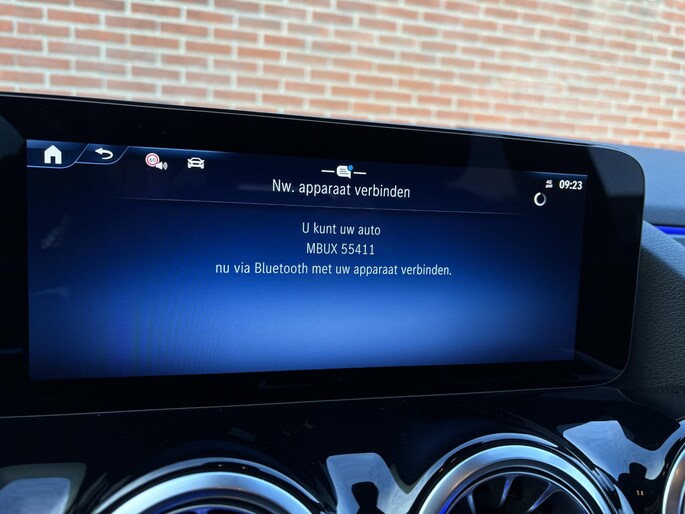 09:23
Nw. apparaat verbinden
U kunt uw auto
MBUX 55411
nu via Bluetooth met uw apparaat verbinden.